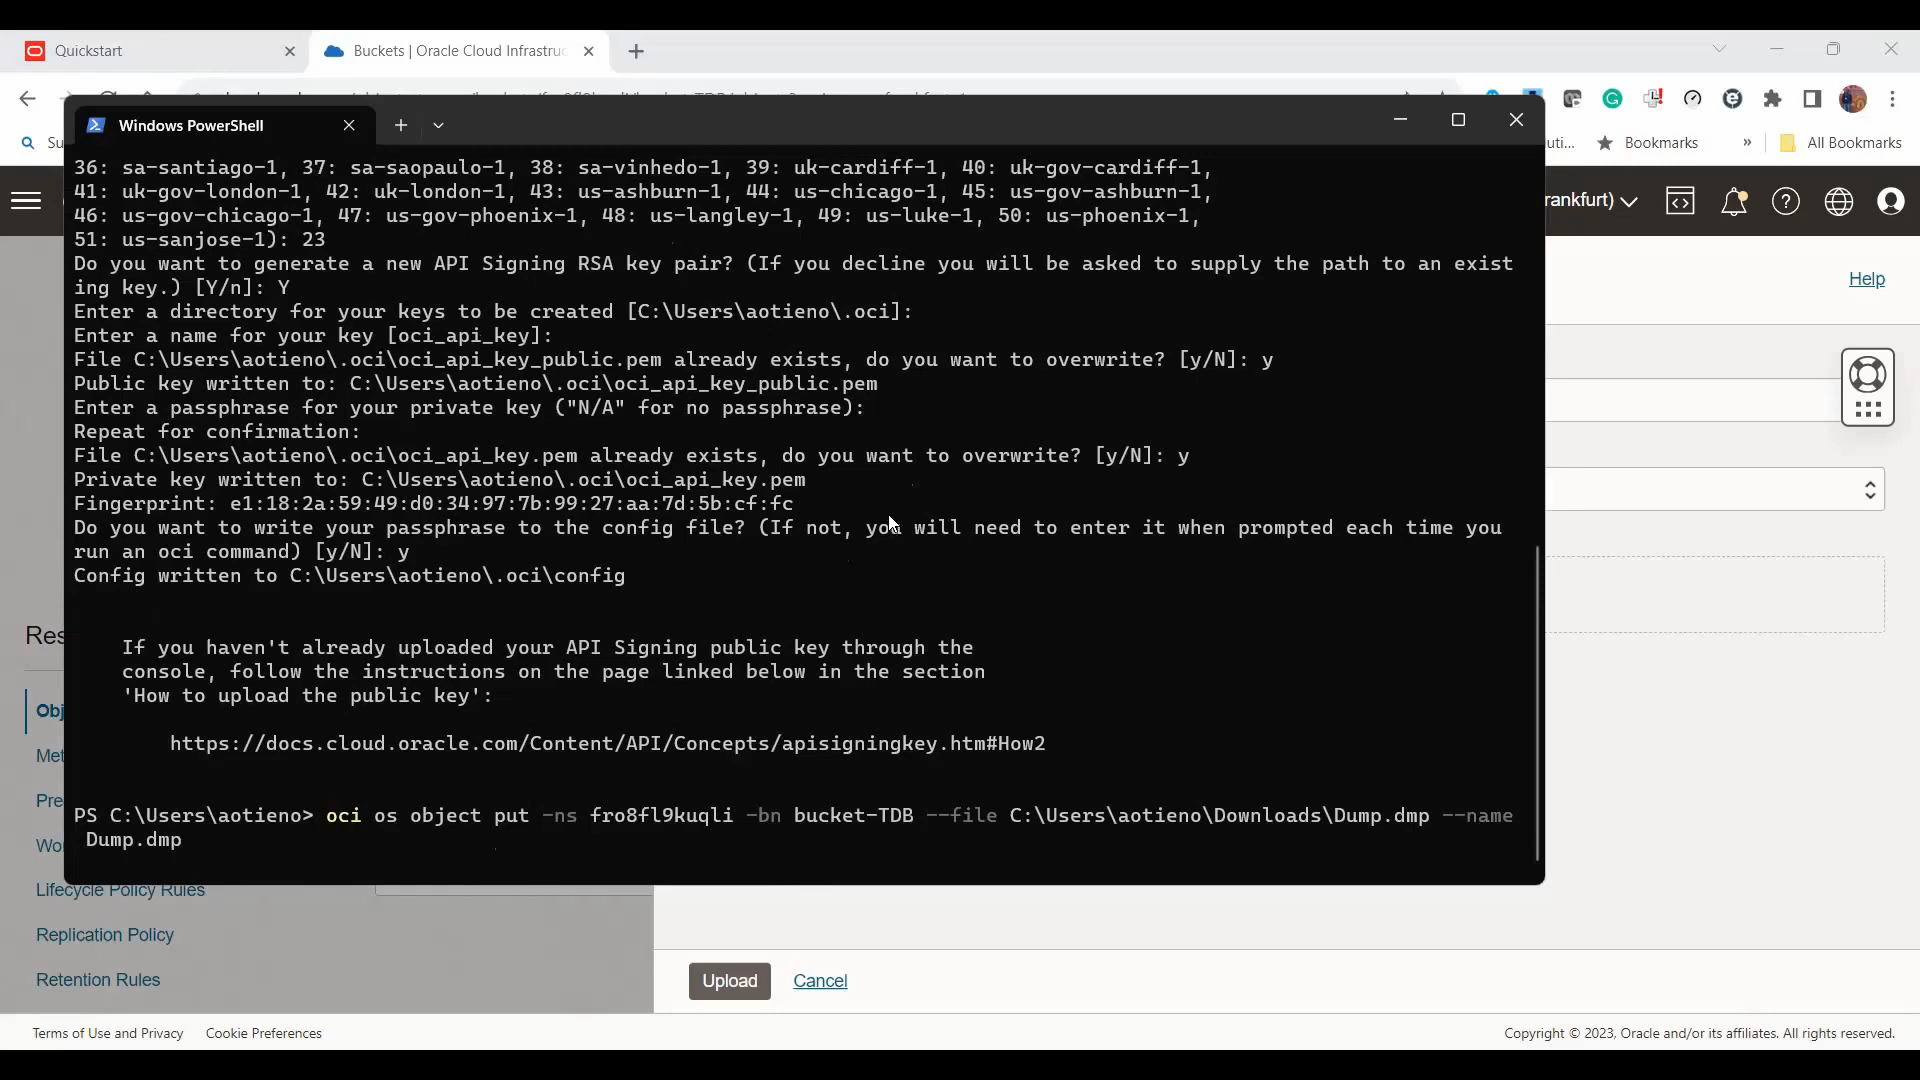 Quickstart
Buckets | Oracle Cloud Infrastruc
Su
Bookmarks
All Bookmarks
Windows PowerShell
rankfurt)
Help
36: sa-santiago-1, 37: sa-saopaulo-1, 38: sa-vinhedo-1, 39: uk-cardiff-1, 40: uk-gov-cardiff-1,
41: uk-gov-london-1, 42: uk-london-1, 43: us-ashburn-1, 44: us-chicago-1, 45: us-gov-ashburn-1,
46: us-gov-chicago-1, 47: us-gov-phoenix-1, 48: us-langley-1, 49: us-luke-1, 50: us-phoenix-1,
51: us-sanjose-1): 23
Do you want to generate a new API Signing RSA key pair? (If you decline you will be asked to supply the path to an exist
ing key.) [Y/n]: Y
Enter a directory for your keys to be created [C:\Users\aotieno\.oci]:
Enter a name for your key [oci_api_key]:
File C:\Users\aotieno\.oci\oci_api_key_public.pem already exists, do you want to overwrite? [y/N]: y
Public key written to: C:\Users\aotieno\.oci\oci_api_key_public.pem
Enter a passphrase for your private key ("N/A" for no passphrase):
Repeat for confirmation:
File C:\Users\aotieno\.oci\oci_api_key.pem already exists, do you want to overwrite? [y/N]: y
Private key written to: C:\Users\aotieno\.oci\oci_api_key.pem
Fingerprint: e1:18:2a:59:49:d0:34:97:7b:99:27:aa:7d:5b:cf:fc
Do you want to write your passphrase to the config file? (If not, you will need to enter it when prompted each time you
run an oci command) [y/N]: y
Config written to C:\Users\aotieno\.oci\config
If you haven't already uploaded your API Signing public key through the
console, follow the instructions on the page linked below in the section
'How to upload the public key':
https://docs.cloud.oracle.com/Content/API/Concepts/apisigningkey.htm#How2
PS C:\Users\aotieno> oci os object put -ns fro8fl9kuqli -bn bucket-TDB --file C:\Users\aotieno\Downloads\Dump.dmp --name
Dump.dmp
Res
Obj
Met
Pre
Wo
Lifecycle Policy Rules
Replication Policy
Retention Rules
Upload Cancel
Terms of Use and Privacy Cookie Preferences
Copyright © 2023, Oracle and/or its affiliates. All rights reserved.